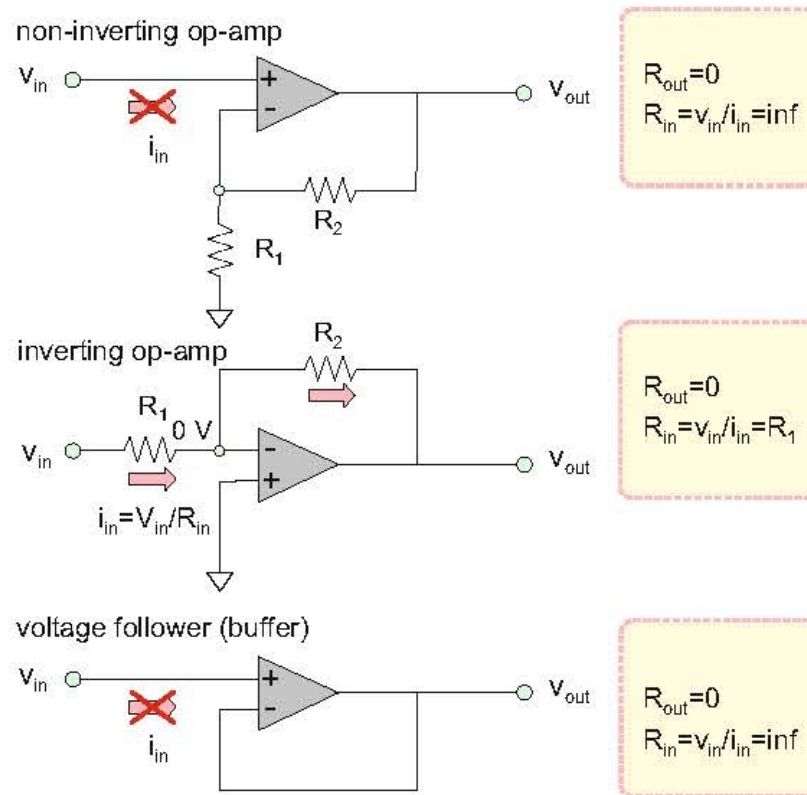 non-inverting op-amp
v_in
+
-
i_in
v_out
R_2
R_1
R_out=0
R_in=v_in/i_in=inf
inverting op-amp
R_2
R_1
0 V
v_in
-
+
i_in=V_in/R_in
v_out
R_out=0
R_in=v_in/i_in=R_1
voltage follower (buffer)
v_in
+
-
i_in
v_out
R_out=0
R_in=v_in/i_in=inf